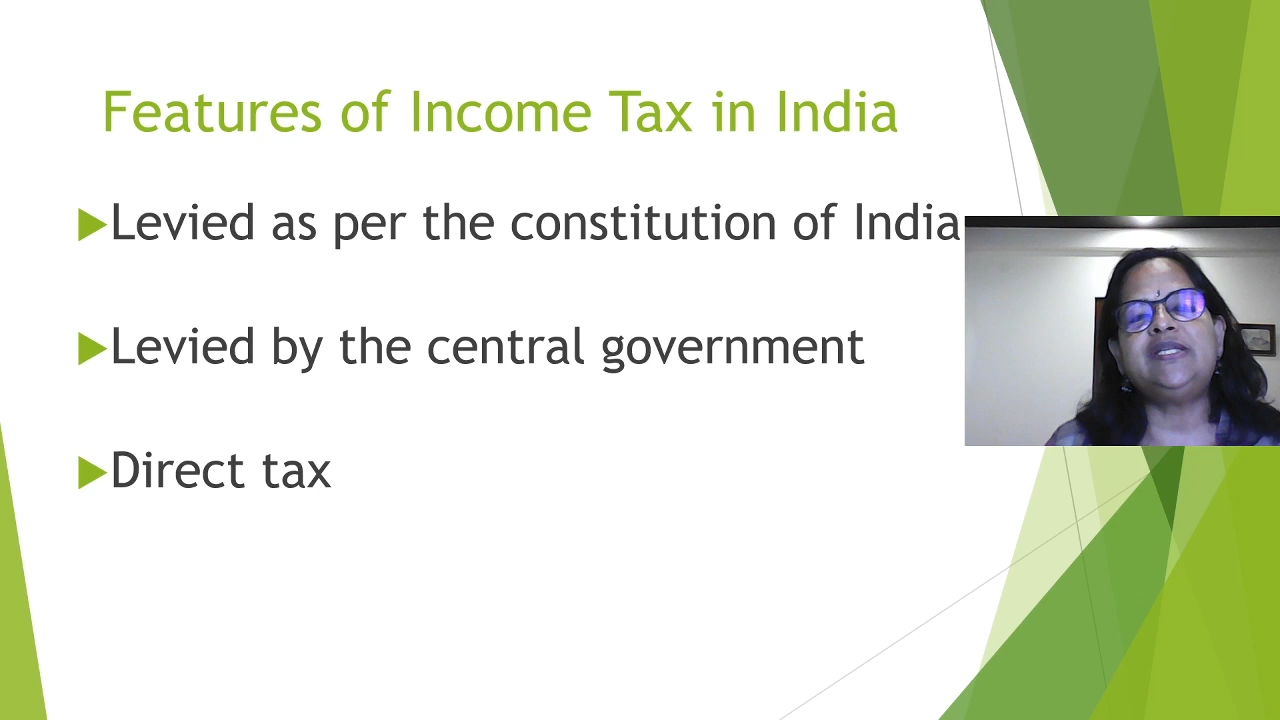 Features of Income Tax in India
Levied as per the constitution of India
Levied by the central government
Direct tax